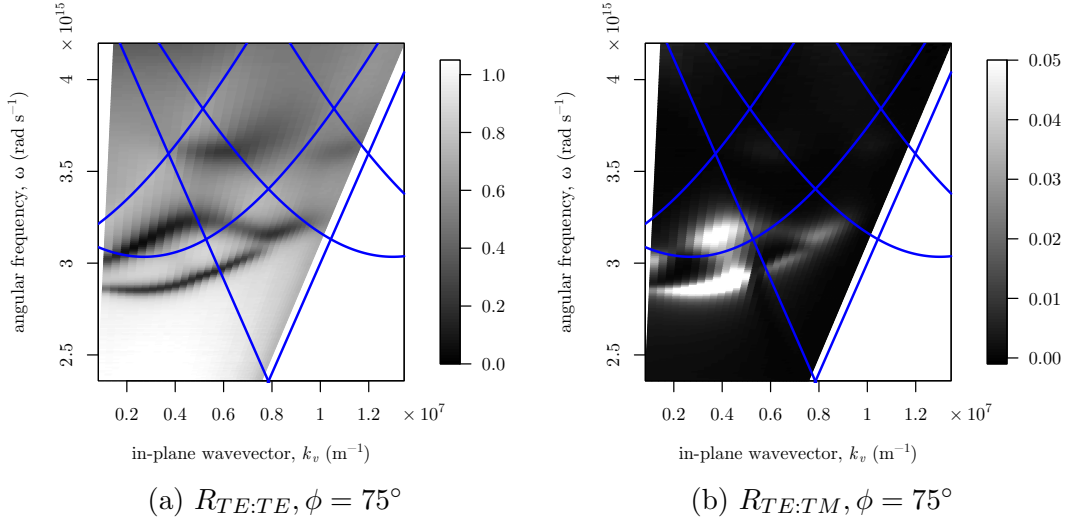 × 10¹⁵
4
3.5
3
2.5
angular frequency, ω (rad s⁻¹)
0.2 0.4 0.6 0.8 1 1.2 × 10⁷
in-plane wavevector, kᵥ (m⁻¹)
1.0
0.8
0.6
0.4
0.2
0.0
(a) R_{TE:TE}, ϕ = 75°
× 10¹⁵
4
3.5
3
2.5
angular frequency, ω (rad s⁻¹)
0.2 0.4 0.6 0.8 1 1.2 × 10⁷
in-plane wavevector, kᵥ (m⁻¹)
0.05
0.04
0.03
0.02
0.01
0.00
(b) R_{TE:TM}, ϕ = 75°